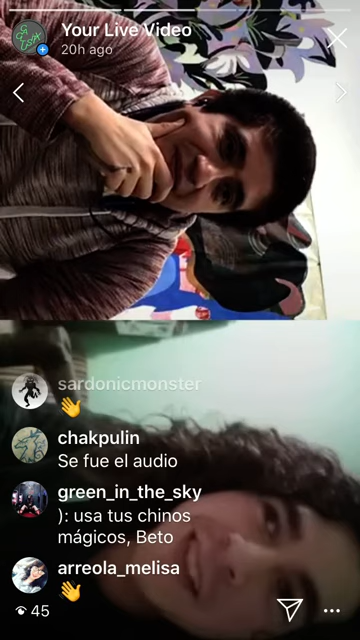 Your Live Video
20h ago
sardonicmonster
👋
chakpulin
Se fue el audio
green_in_the_sky
): usa tus chinos
mágicos, Beto
arreola_melisa
👋
45